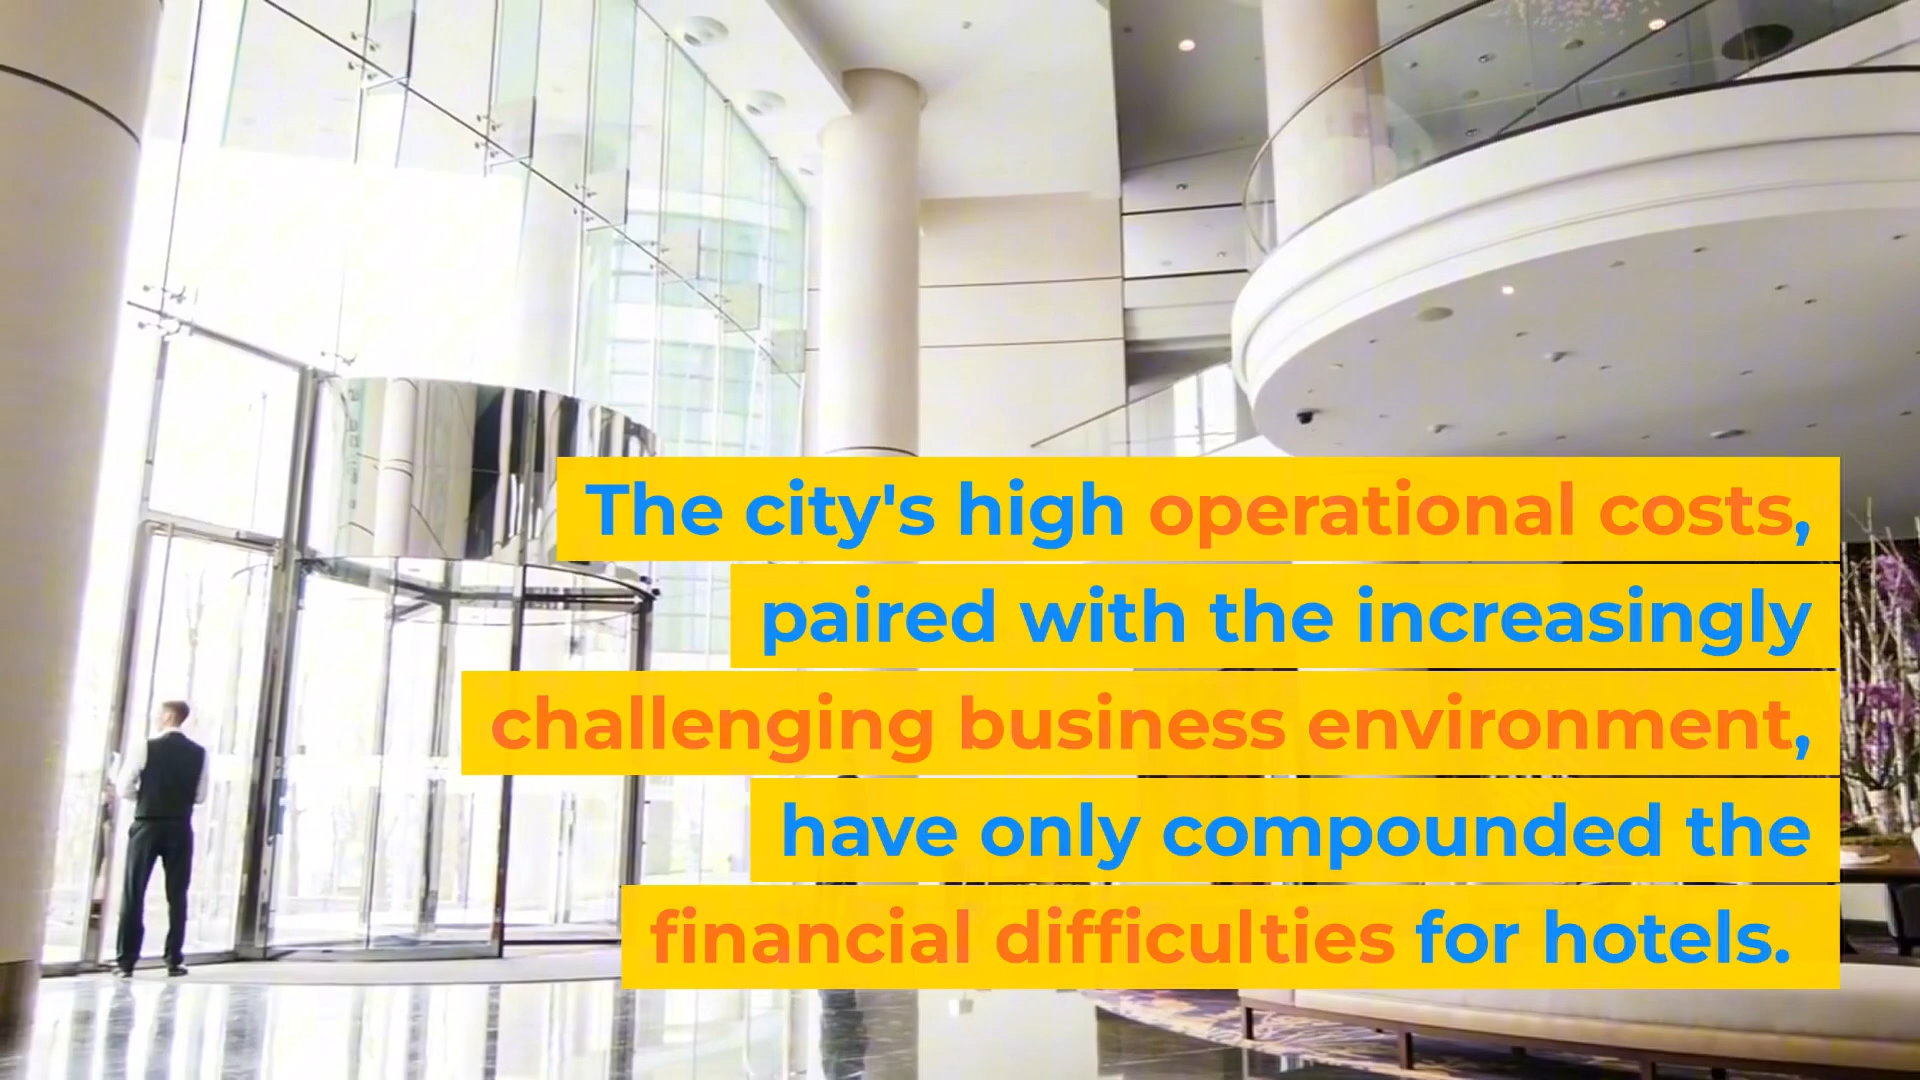 The city's high operational costs,
paired with the increasingly
challenging business environment,
have only compounded the
financial difficulties for hotels.